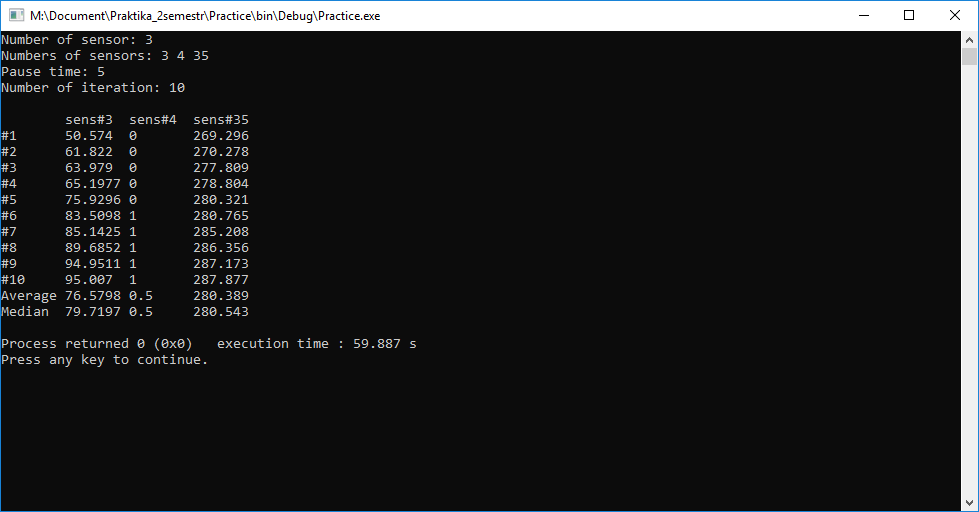 M:\Document\Praktika_2semestr\Practice\bin\Debug\Practice.exe
Number of sensor: 3
Numbers of sensors: 3 4 35
Pause time: 5
Number of iteration: 10
sens#3 sens#4 sens#35
#1 50.574 0 269.296
#2 61.822 0 270.278
#3 63.979 0 277.809
#4 65.1977 0 278.804
#5 75.9296 0 280.321
#6 83.5098 1 280.765
#7 85.1425 1 285.208
#8 89.6852 1 286.356
#9 94.9511 1 287.173
#10 95.007 1 287.877
Average 76.5798 0.5 280.389
Median 79.7197 0.5 280.543
Process returned 0 (0x0) execution time : 59.887 s
Press any key to continue.